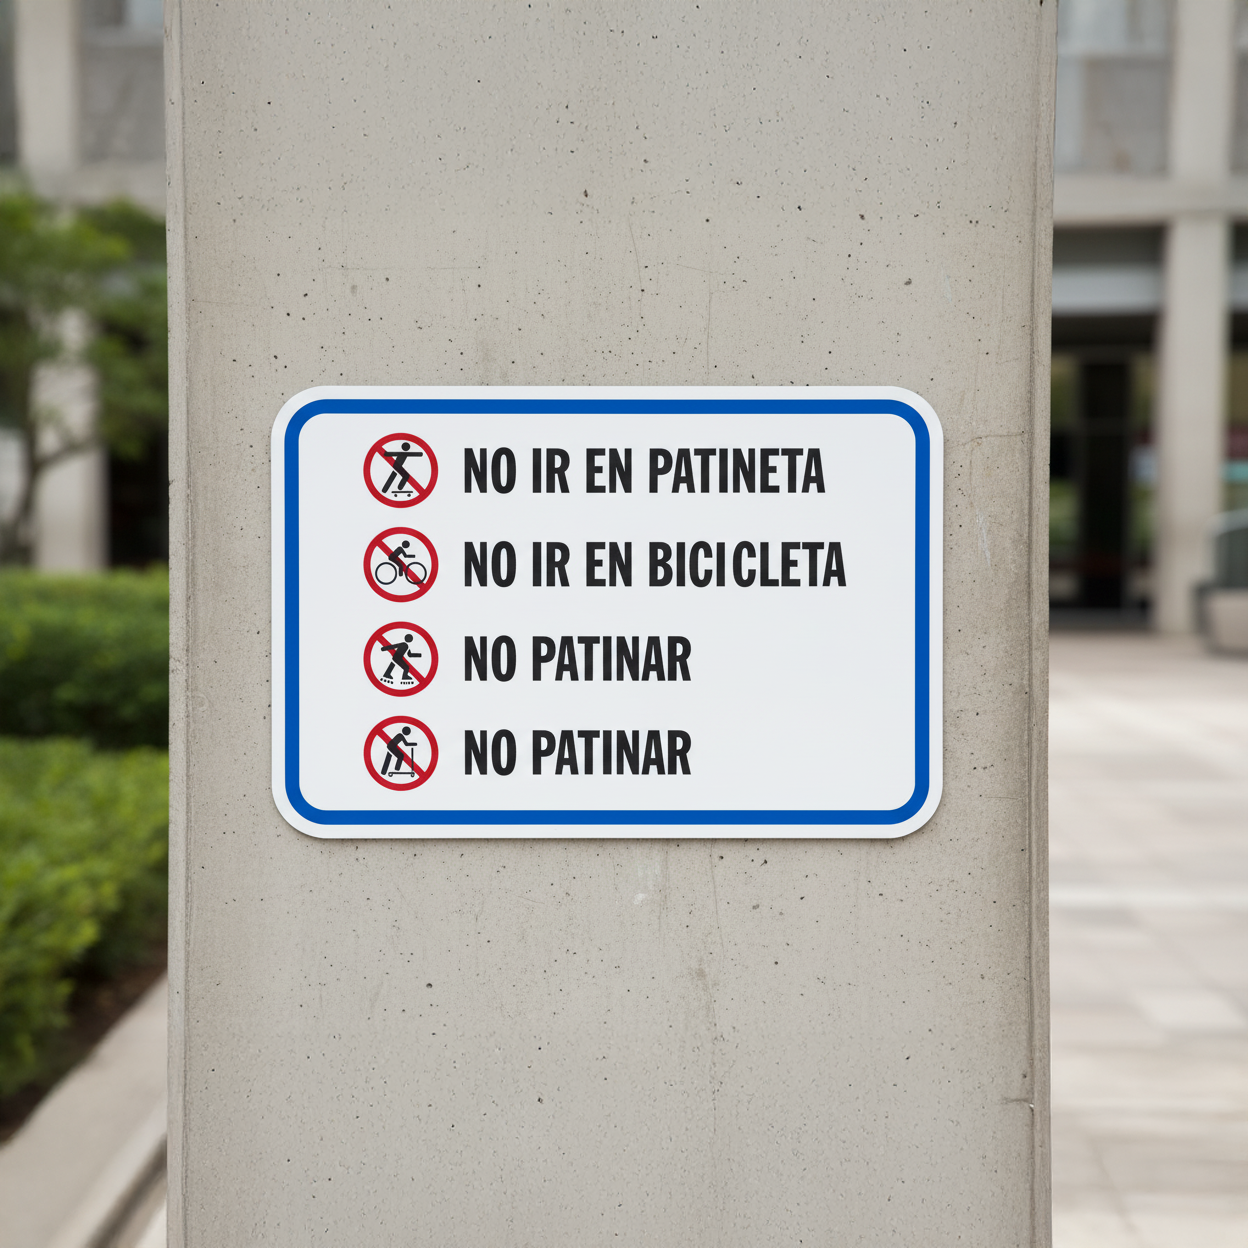 NO IR EN PATINETA
NO IR EN BICICLETA
NO PATINAR
NO PATINAR